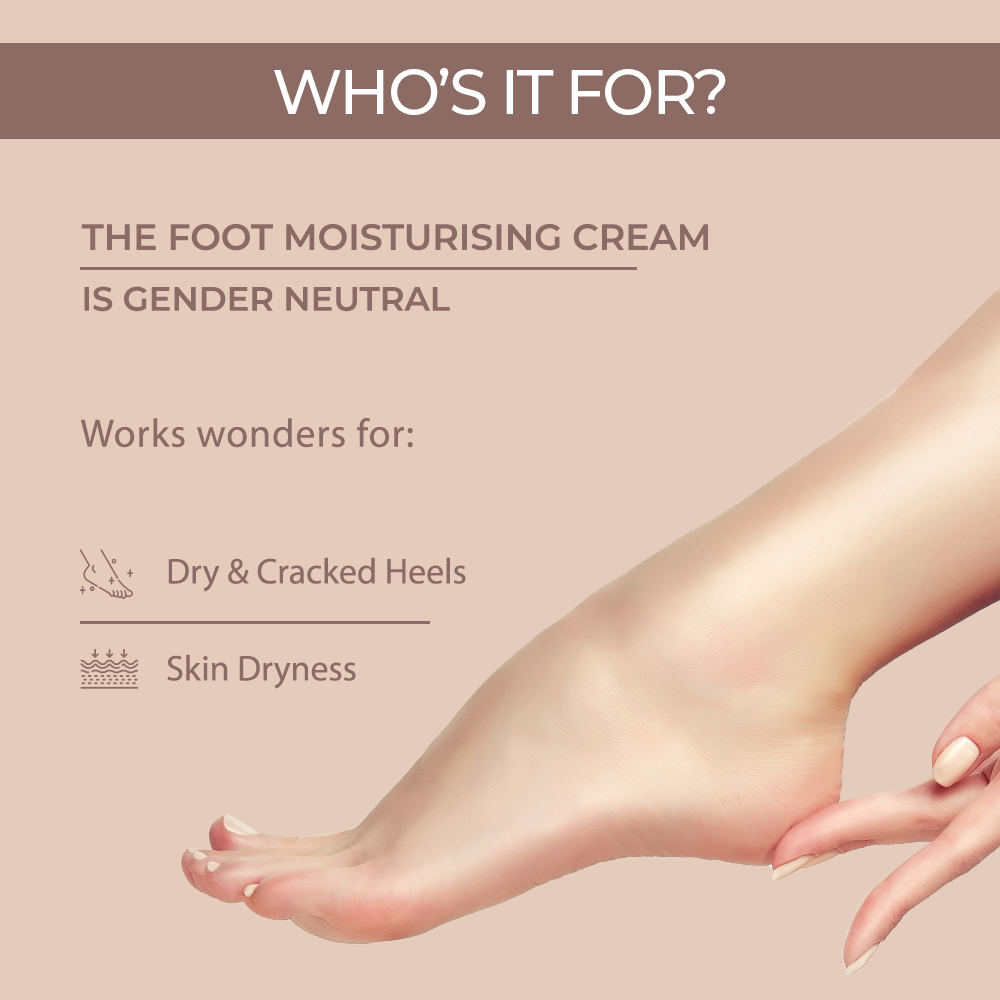 WHO'S IT FOR?
THE FOOT MOISTURISING CREAM
IS GENDER NEUTRAL
Works wonders for:
Dry & Cracked Heels
Skin Dryness